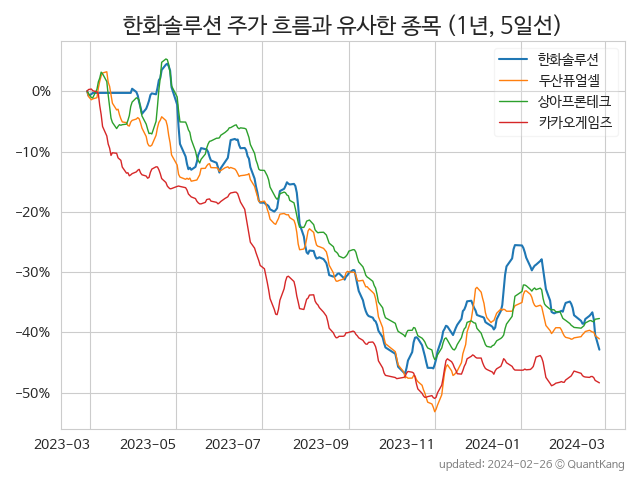 한화솔루션 주가 흐름과 유사한 종목 (1년, 5일선)
한화솔루션
두산퓨얼셀
상아프론테크
카카오게임즈
0%
−10%
−20%
−30%
−40%
−50%
2023-03 2023-05 2023-07 2023-09 2023-11 2024-01 2024-03
updated: 2024-02-26 © QuantKang